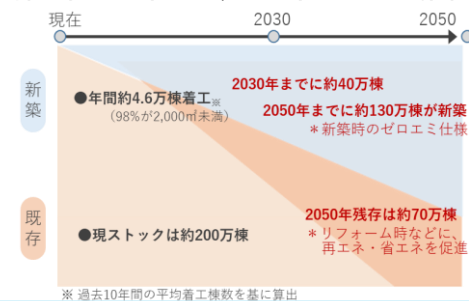 現在 2030 2050
新築
●年間約4.6万棟着工※
（98%が2,000㎡未満）
2030年までに約40万棟
2050年までに約130万棟が新築
＊新築時のゼロエミ仕様
既存
●現ストックは約200万棟
2050年残存は約70万棟
＊リフォーム時などに、
再エネ・省エネを促進
※ 過去10年間の平均着工棟数を基に算出